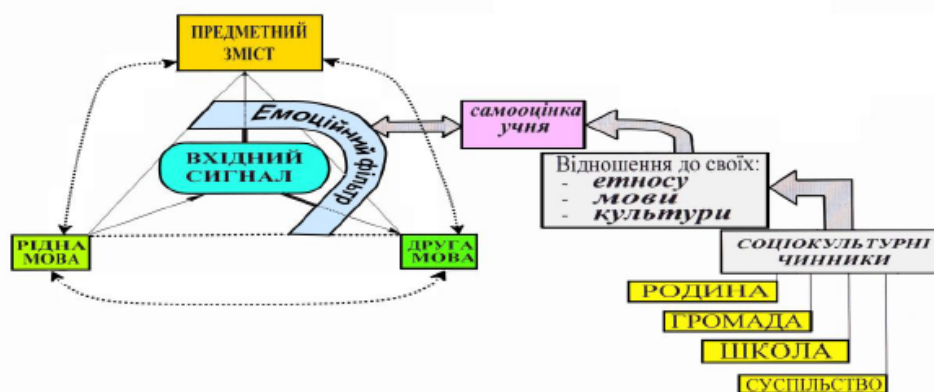 ПРЕДМЕТНИЙ
ЗМІСТ
Емоційний фільтр
ВХІДНИЙ
СИГНАЛ
РІДНА
МОВА
ДРУГА
МОВА
самооцінка
учня
Відношення до своїх:
- етносу
- мови
- культури
СОЦІОКУЛЬТУРНІ
ЧИННИКИ
РОДИНА
ГРОМАДА
ШКОЛА
СУСПІЛЬСТВО